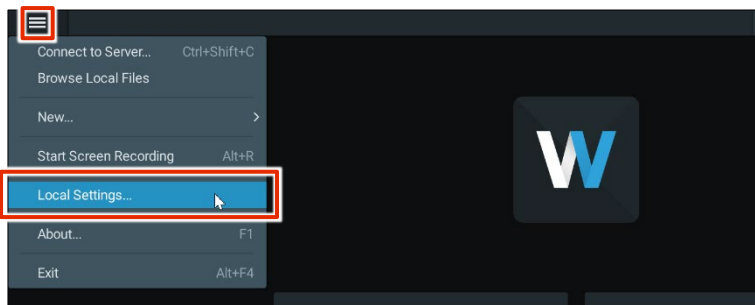 Connect to Server... Ctrl+Shift+C
Browse Local Files
New...
Start Screen Recording Alt+R
Local Settings...
About... F1
Exit Alt+F4
W